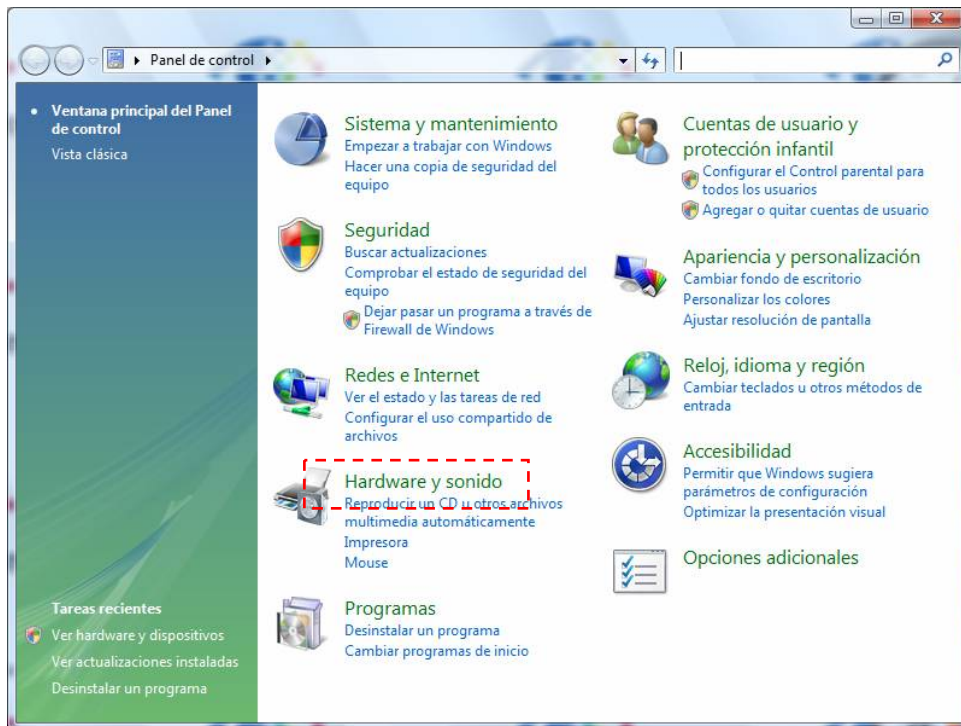 Panel de control
Ventana principal del Panel
de control
Vista clásica
Sistema y mantenimiento
Empezar a trabajar con Windows
Hacer una copia de seguridad del
equipo
Seguridad
Buscar actualizaciones
Comprobar el estado de seguridad del
equipo
Dejar pasar un programa a través de
Firewall de Windows
Redes e Internet
Ver el estado y las tareas de red
Configurar el uso compartido de
archivos
Hardware y sonido
Reproducir un CD u otros archivos
multimedia automáticamente
Impresora
Mouse
Programas
Desinstalar un programa
Cambiar programas de inicio
Cuentas de usuario y
protección infantil
Configurar el Control parental para
todos los usuarios
Agregar o quitar cuentas de usuario
Apariencia y personalización
Cambiar fondo de escritorio
Personalizar los colores
Ajustar resolución de pantalla
Reloj, idioma y región
Cambiar teclados u otros métodos de
entrada
Accesibilidad
Permitir que Windows sugiera
parámetros de configuración
Optimizar la presentación visual
Opciones adicionales
Tareas recientes
Ver hardware y dispositivos
Ver actualizaciones instaladas
Desinstalar un programa